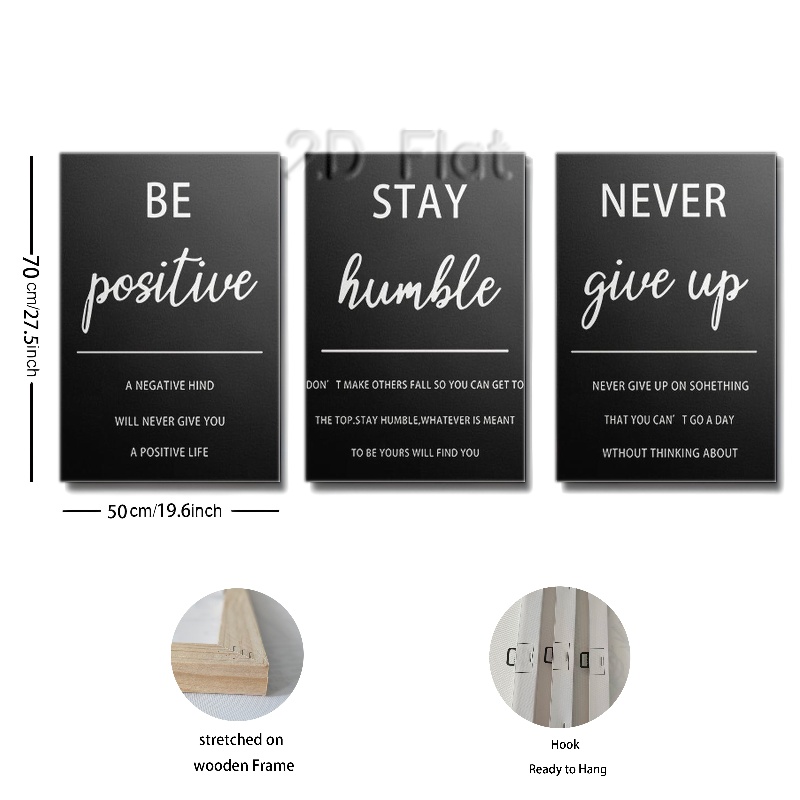 2D Flat
BE
positive
A NEGATIVE HIND
WILL NEVER GIVE YOU
A POSITIVE LIFE
STAY
humble
DON'T MAKE OTHERS FALL SO YOU CAN GET TO
THE TOP.STAY HUMBLE,WHATEVER IS MEANT
TO BE YOURS WILL FIND YOU
NEVER
give up
NEVER GIVE UP ON SOHETHING
THAT YOU CAN'T GO A DAY
WTHOUT THINKING ABOUT
70cm/27.5inch
50cm/19.6inch
stretched on
wooden Frame
Hook
Ready to Hang